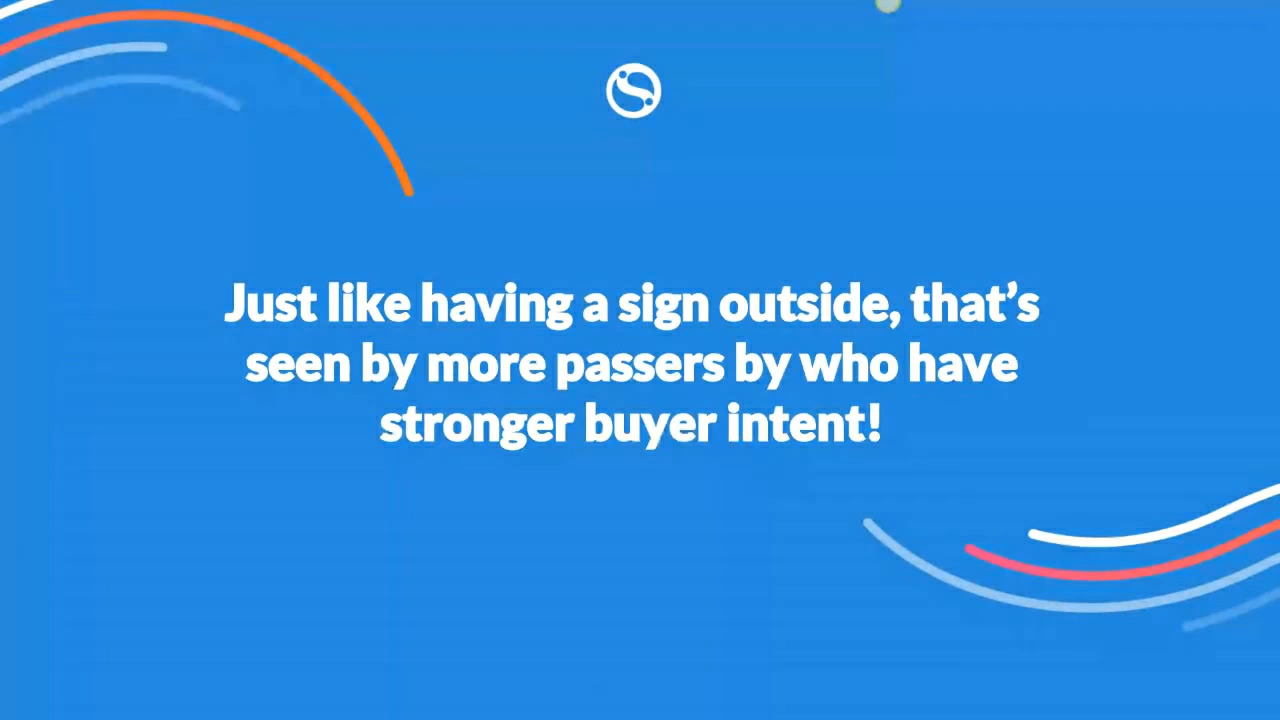 Just like having a sign outside, that’s
seen by more passers by who have
stronger buyer intent!